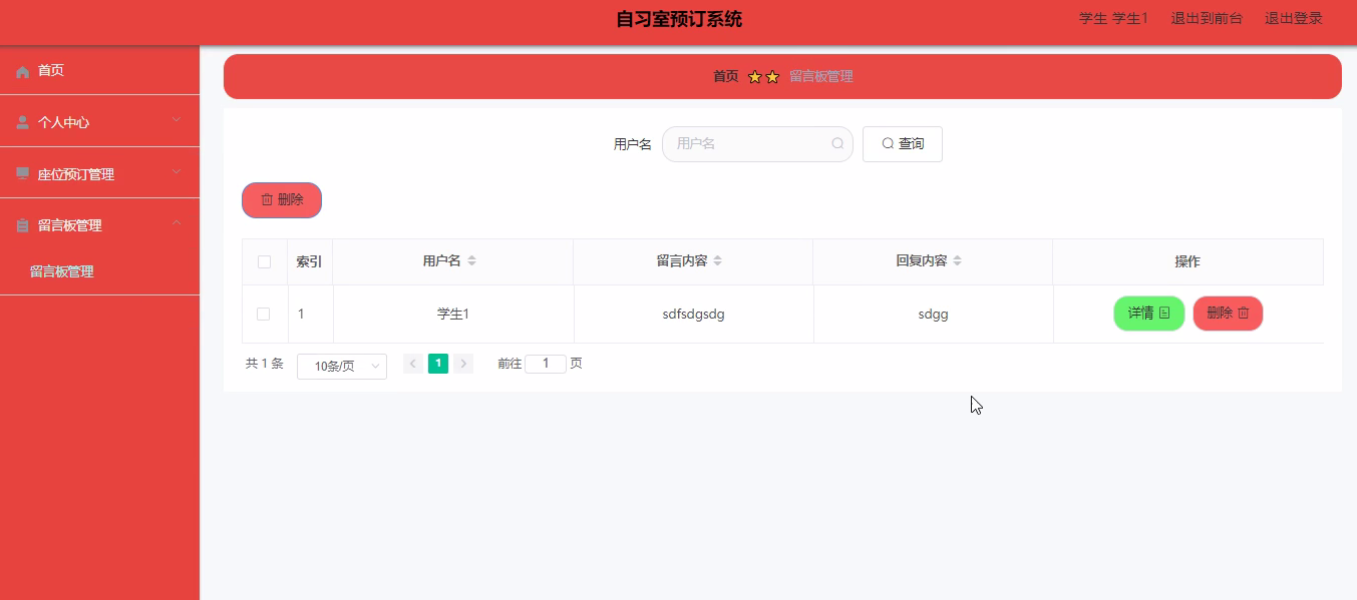 自习室预订系统
学生 学生1 退出到前台 退出登录
首页
个人中心
座位预订管理
留言板管理
留言板管理
首页 留言板管理
用户名 用户名 查询
删除
索引 用户名 留言内容 回复内容 操作
1 学生1 sdfsdgsdg sdgg 详情 删除
共 1 条 10条/页 1 前往 1 页